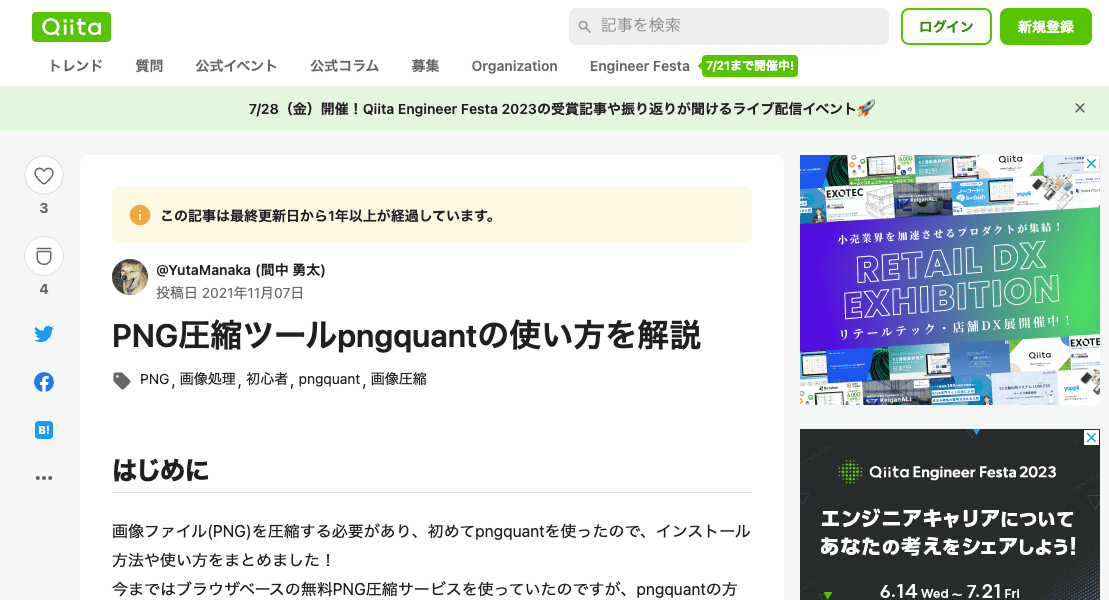 Qiita
記事を検索
ログイン
新規登録
トレンド
質問
公式イベント
公式コラム
募集
Organization
Engineer Festa
7/21まで開催中!
7/28（金）開催！Qiita Engineer Festa 2023の受賞記事や振り返りが聞けるライブ配信イベント🚀
3
4
B!
この記事は最終更新日から1年以上が経過しています。
@YutaManaka (間中 勇太)
投稿日 2021年11月07日
PNG圧縮ツールpngquantの使い方を解説
PNG, 画像処理, 初心者, pngquant, 画像圧縮
はじめに
画像ファイル(PNG)を圧縮する必要があり、初めてpngquantを使ったので、インストール
方法や使い方をまとめました！
今まではブラウザベースの無料PNG圧縮サービスを使っていたのですが、pngquantの方
Qiita
EXOTEC
KeiganALI
b→dash
yappli
小売業界を加速させるプロダクトが集結！
RETAIL DX
EXHIBITION
リテールテック・店舗DX展開催中！
Qiita
EXOTEC
KeiganALI
yappli
Qiita Engineer Festa 2023
エンジニアキャリアについて
あなたの考えをシェアしよう!
6.14 Wed ~ 7.21 Fri